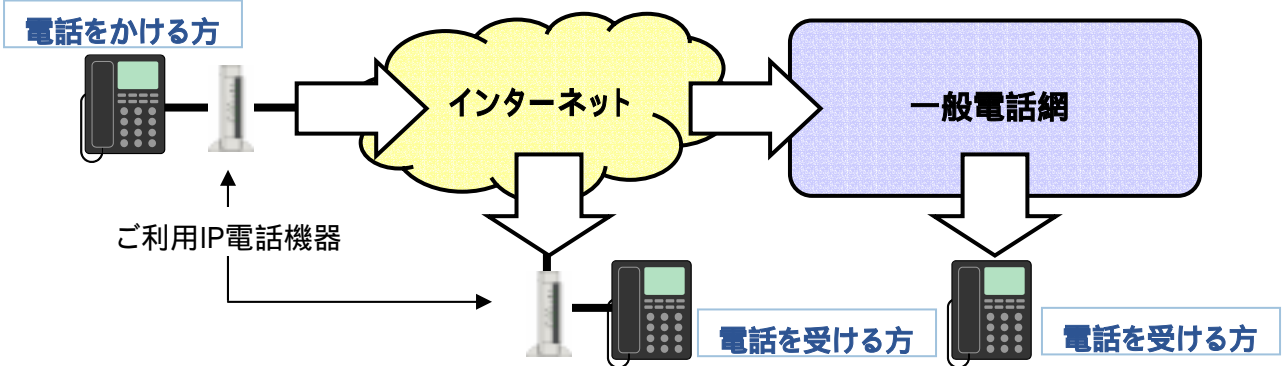 電話をかける方
インターネット
一般電話網
ご利用IP電話機器
電話を受ける方
電話を受ける方